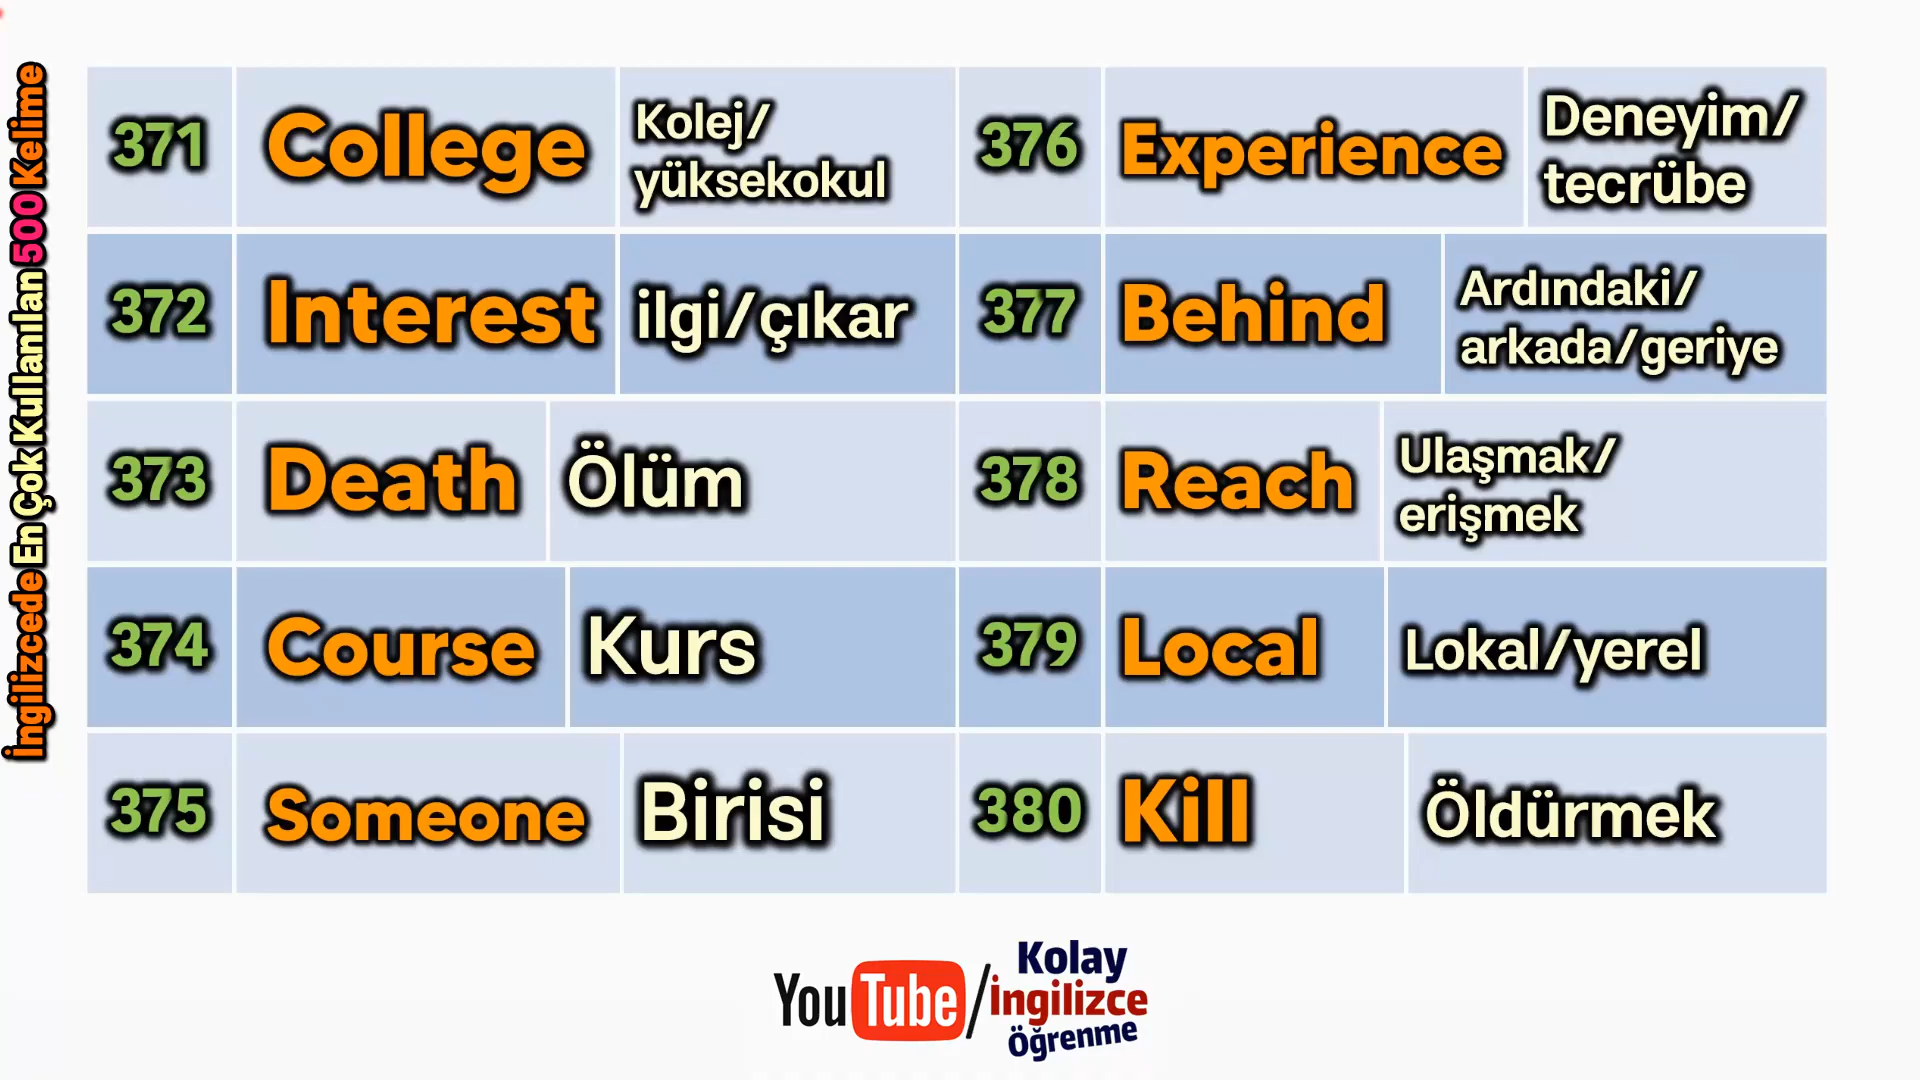 İngilizcede En Çok Kullanılan 500 Kelime
371 College Kolej/
yüksekokul
372 Interest ilgi/çıkar
373 Death Ölüm
374 Course Kurs
375 Someone Birisi
376 Experience Deneyim/
tecrübe
377 Behind Ardındaki/
arkada/geriye
378 Reach Ulaşmak/
erişmek
379 Local Lokal/yerel
380 Kill Öldürmek
YouTube/Kolay
İngilizce
Öğrenme